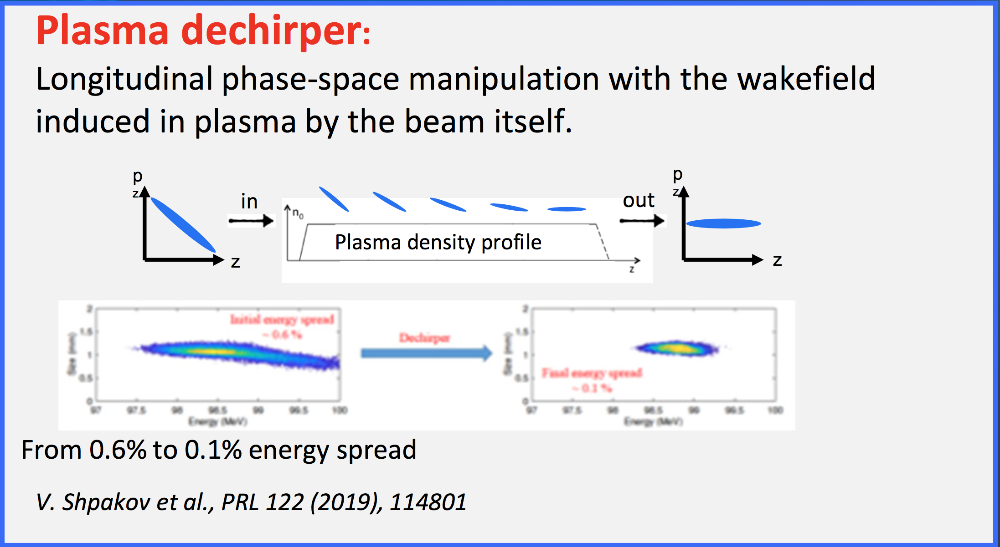 Plasma dechirper:
Longitudinal phase-space manipulation with the wakefield
induced in plasma by the beam itself.
p
z
z
in
n0
Plasma density profile
z
out
p
z
z
2
1.5
1
0.5
0
Size (mm)
Initial energy spread
~ 0.6 %
97 97.5 98 98.5 99 99.5 100
Energy (MeV)
Dechirper
2
1.5
1
0.5
0
Size (mm)
Final energy spread
~ 0.1 %
97 97.5 98 98.5 99 99.5 100
Energy (MeV)
From 0.6% to 0.1% energy spread
V. Shpakov et al., PRL 122 (2019), 114801